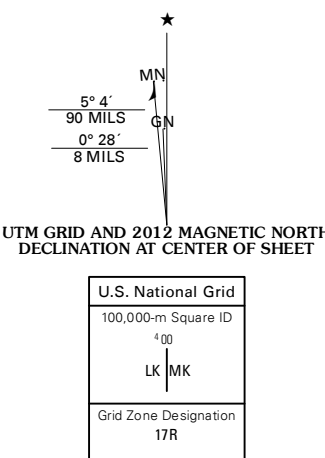 ★
MN
5° 4´
90 MILS
GN
0° 28´
8 MILS
UTM GRID AND 2012 MAGNETIC NORTH
DECLINATION AT CENTER OF SHEET
U.S. National Grid
100,000-m Square ID
4 00
LK MK
Grid Zone Designation
17R